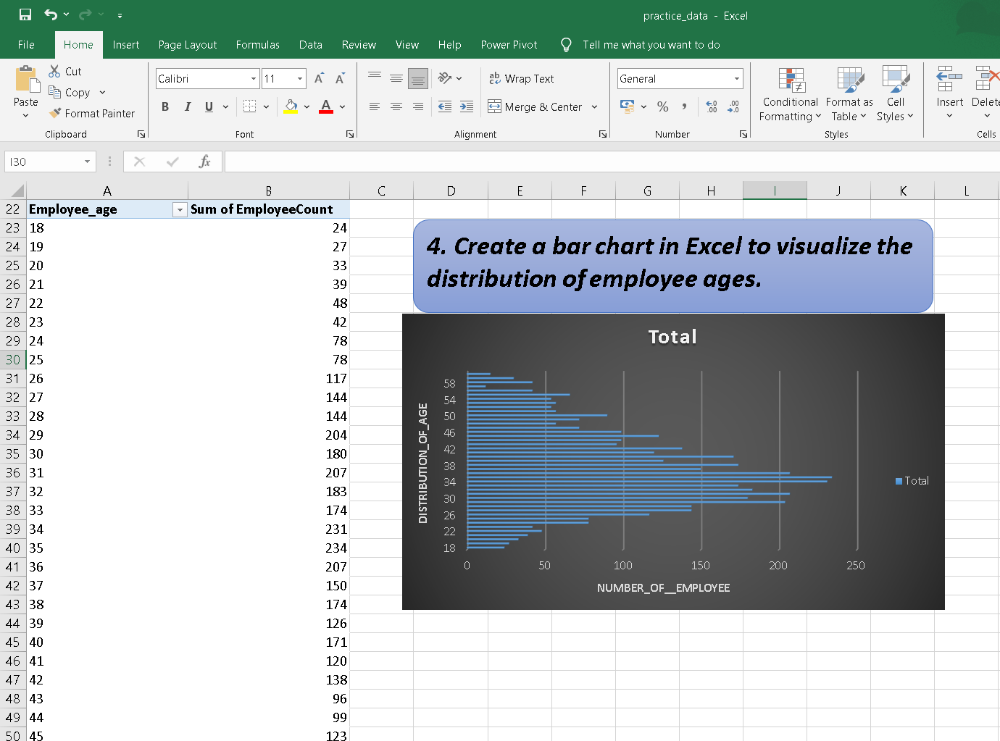 practice_data - Excel
File Home Insert Page Layout Formulas Data Review View Help Power Pivot Tell me what you want to do
Paste
Cut
Copy
Format Painter
Clipboard
Calibri 11 A A
B I U A
Font
ab c Wrap Text
Merge & Center
Alignment
General
% , .0 .00 .00 .0
Number
Conditional Formatting
Format as Table
Cell Styles
Styles
Insert
Delete
Cells
I30 fx
A B C D E F G H I J K L
22 Employee_age Sum of EmployeeCount
23 18 24
24 19 27
25 20 33
26 21 39
27 22 48
28 23 42
29 24 78
30 25 78
31 26 117
32 27 144
33 28 144
34 29 204
35 30 180
36 31 207
37 32 183
38 33 174
39 34 231
40 35 234
41 36 207
42 37 150
43 38 174
44 39 126
45 40 171
46 41 120
47 42 138
48 43 96
49 44 99
50 45 123
4. Create a bar chart in Excel to visualize the
distribution of employee ages.
Total
DISTRIBUTION_OF_AGE
58
54
50
46
42
38
34
30
26
22
18
0 50 100 150 200 250
NUMBER_OF__EMPLOYEE
Total